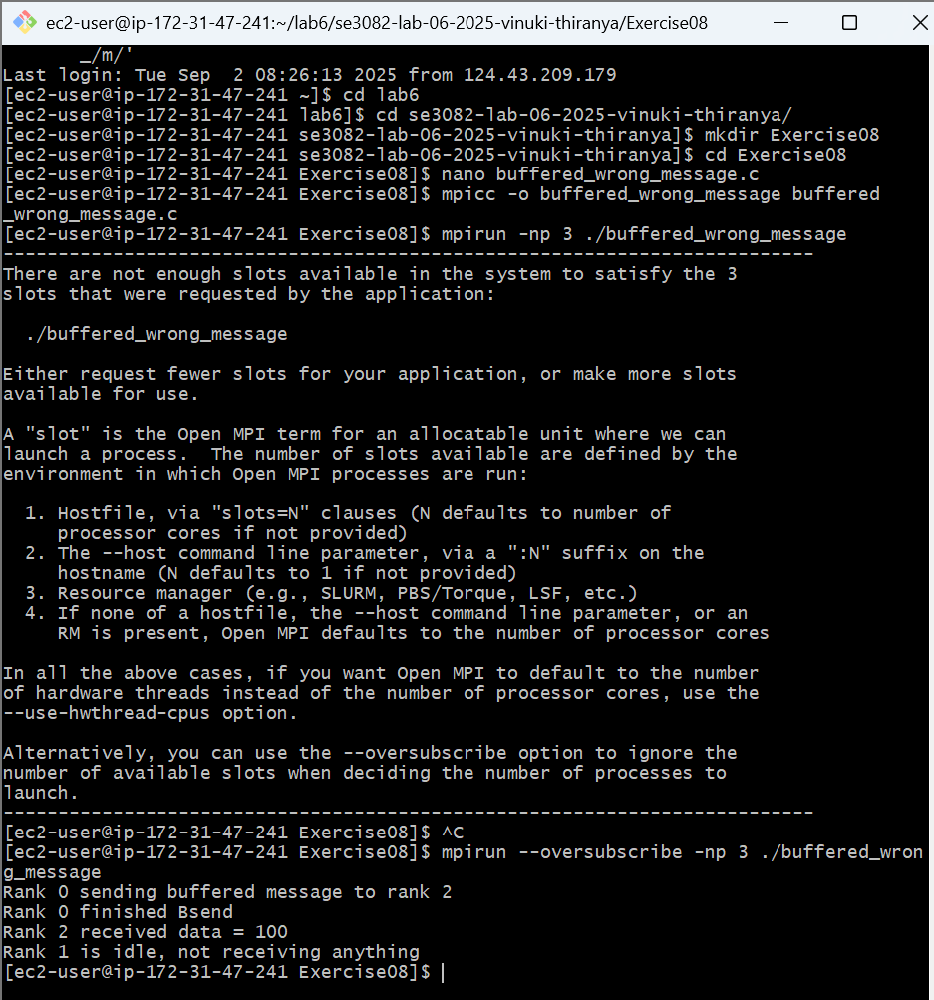 ec2-user@ip-172-31-47-241:~/lab6/se3082-lab-06-2025-vinuki-thiranya/Exercise08
_/m/'
Last login: Tue Sep  2 08:26:13 2025 from 124.43.209.179
[ec2-user@ip-172-31-47-241 ~]$ cd lab6
[ec2-user@ip-172-31-47-241 lab6]$ cd se3082-lab-06-2025-vinuki-thiranya/
[ec2-user@ip-172-31-47-241 se3082-lab-06-2025-vinuki-thiranya]$ mkdir Exercise08
[ec2-user@ip-172-31-47-241 se3082-lab-06-2025-vinuki-thiranya]$ cd Exercise08
[ec2-user@ip-172-31-47-241 Exercise08]$ nano buffered_wrong_message.c
[ec2-user@ip-172-31-47-241 Exercise08]$ mpicc -o buffered_wrong_message buffered
_wrong_message.c
[ec2-user@ip-172-31-47-241 Exercise08]$ mpirun -np 3 ./buffered_wrong_message
--------------------------------------------------------------------------
There are not enough slots available in the system to satisfy the 3
slots that were requested by the application:

  ./buffered_wrong_message

Either request fewer slots for your application, or make more slots
available for use.

A "slot" is the Open MPI term for an allocatable unit where we can
launch a process.  The number of slots available are defined by the
environment in which Open MPI processes are run:

  1. Hostfile, via "slots=N" clauses (N defaults to number of
     processor cores if not provided)
  2. The --host command line parameter, via a ":N" suffix on the
     hostname (N defaults to 1 if not provided)
  3. Resource manager (e.g., SLURM, PBS/Torque, LSF, etc.)
  4. If none of a hostfile, the --host command line parameter, or an
     RM is present, Open MPI defaults to the number of processor cores

In all the above cases, if you want Open MPI to default to the number
of hardware threads instead of the number of processor cores, use the
--use-hwthread-cpus option.

Alternatively, you can use the --oversubscribe option to ignore the
number of available slots when deciding the number of processes to
launch.
--------------------------------------------------------------------------
[ec2-user@ip-172-31-47-241 Exercise08]$ ^C
[ec2-user@ip-172-31-47-241 Exercise08]$ mpirun --oversubscribe -np 3 ./buffered_wron
g_message
Rank 0 sending buffered message to rank 2
Rank 0 finished Bsend
Rank 2 received data = 100
Rank 1 is idle, not receiving anything
[ec2-user@ip-172-31-47-241 Exercise08]$